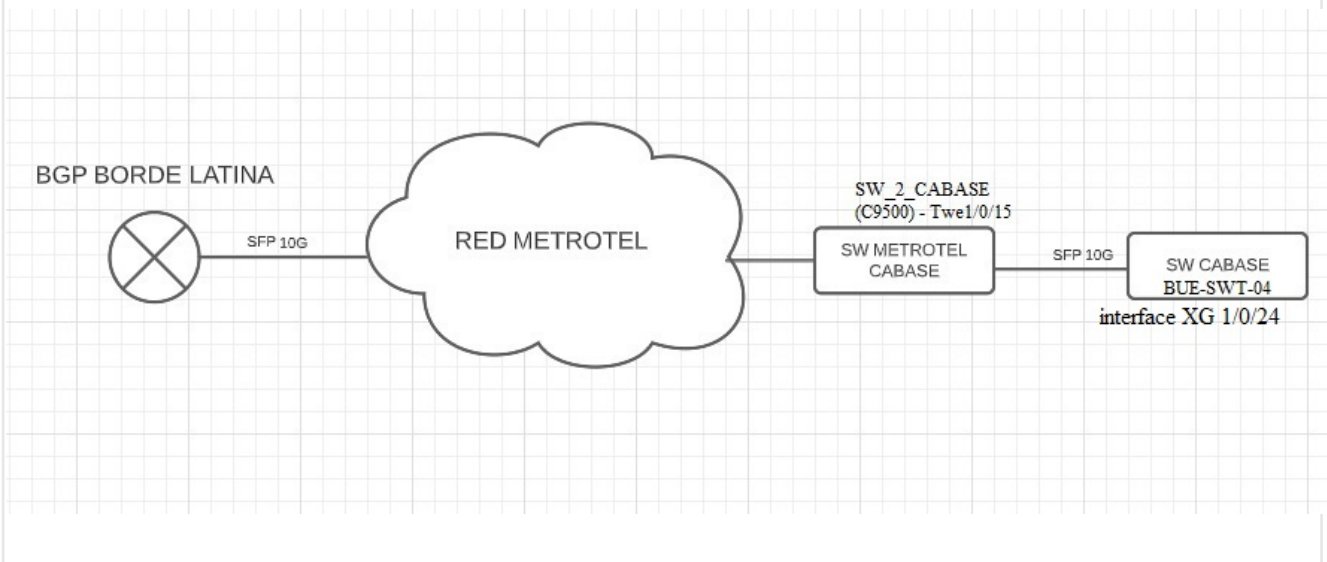 BGP BORDE LATINA
SFP 10G
RED METROTEL
SW_2_CABASE
(C9500) - Twe1/0/15
SW METROTEL
CABASE
SFP 10G
SW CABASE
BUE-SWT-04
interface XG 1/0/24